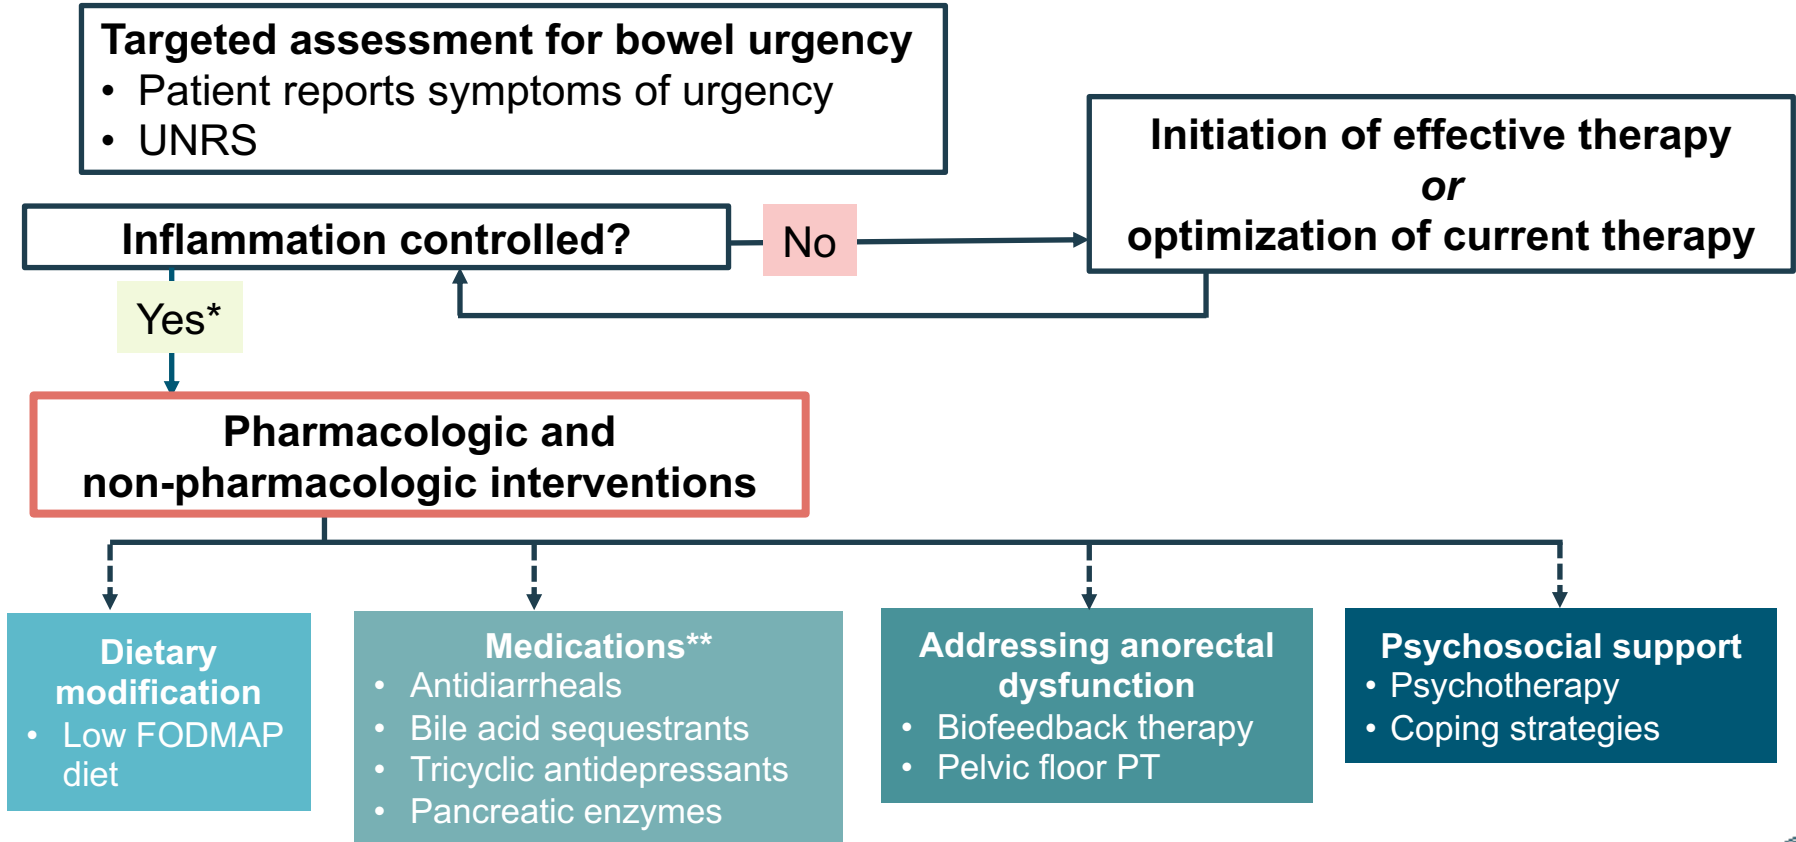 Targeted assessment for bowel urgency
• Patient reports symptoms of urgency
• UNRS
Inflammation controlled?
No
Initiation of effective therapy
or
optimization of current therapy
Yes*
Pharmacologic and
non-pharmacologic interventions
Dietary
modification
• Low FODMAP
diet
Medications**
• Antidiarrheals
• Bile acid sequestrants
• Tricyclic antidepressants
• Pancreatic enzymes
Addressing anorectal
dysfunction
• Biofeedback therapy
• Pelvic floor PT
Psychosocial support
• Psychotherapy
• Coping strategies